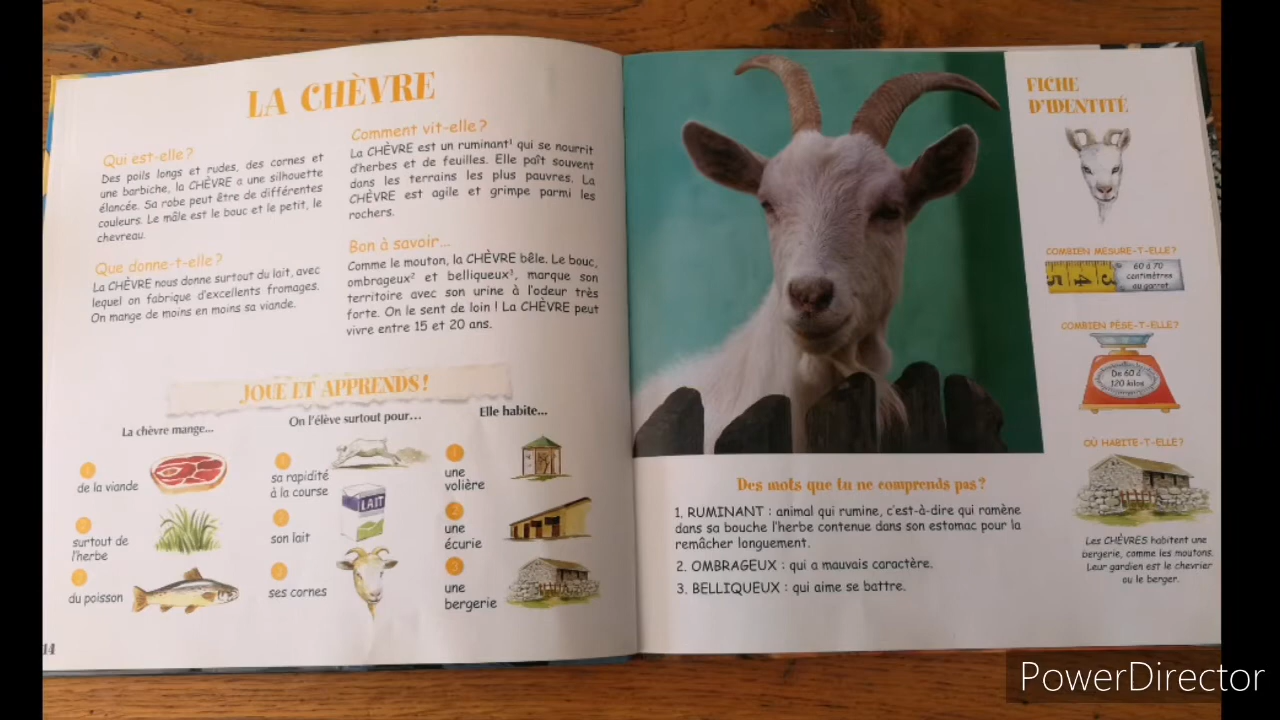 LA CHÈVRE
Qui est-elle ?
Des poils longs et rudes, des cornes et
une barbiche, la CHÈVRE a une silhouette
élancée. Sa robe peut être de différentes
couleurs. Le mâle est le bouc et le petit, le
chevreau.
Que donne-t-elle ?
La CHÈVRE nous donne surtout du lait, avec
lequel on fabrique d'excellents fromages.
On mange de moins en moins sa viande.
Comment vit-elle ?
La CHÈVRE est un ruminant¹ qui se nourrit
d'herbes et de feuilles. Elle paît souvent
dans les terrains les plus pauvres. La
CHÈVRE est agile et grimpe parmi les
rochers.
Bon à savoir...
Comme le mouton, la CHÈVRE bêle. Le bouc,
ombrageux² et belliqueux³, marque son
territoire avec son urine à l'odeur très
forte. On le sent de loin ! La CHÈVRE peut
vivre entre 15 et 20 ans.
JOUE ET APPRENDS !
La chèvre mange...
1
de la viande
surtout de
l'herbe
du poisson
On l'élève surtout pour...
1
sa rapidité
à la course
LAIT
2
son lait
3
ses cornes
Elle habite...
1
une
volière
2
une
écurie
3
une
bergerie
14
Des mots que tu ne comprends pas ?
1. RUMINANT : animal qui rumine, c'est-à-dire qui ramène
dans sa bouche l'herbe contenue dans son estomac pour la
remâcher longuement.
2. OMBRAGEUX : qui a mauvais caractère.
3. BELLIQUEUX : qui aime se battre.
FICHE
D'IDENTITÉ
COMBIEN MESURE-T-ELLE ?
60 à 70
centimètres
au garrot
COMBIEN PÈSE-T-ELLE ?
De 60 à
120 kilos
OÙ HABITE-T-ELLE ?
Les CHÈVRES habitent une
bergerie, comme les moutons.
Leur gardien est le chevrier
ou le berger.
PowerDirector